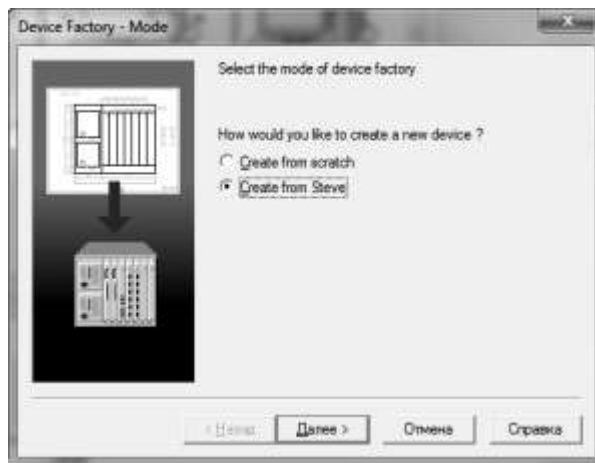 Device Factory - Mode
Select the mode of device factory
How would you like to create a new device ?
Create from scratch
Create from Steve
< Назад
Далее >
Отмена
Справка